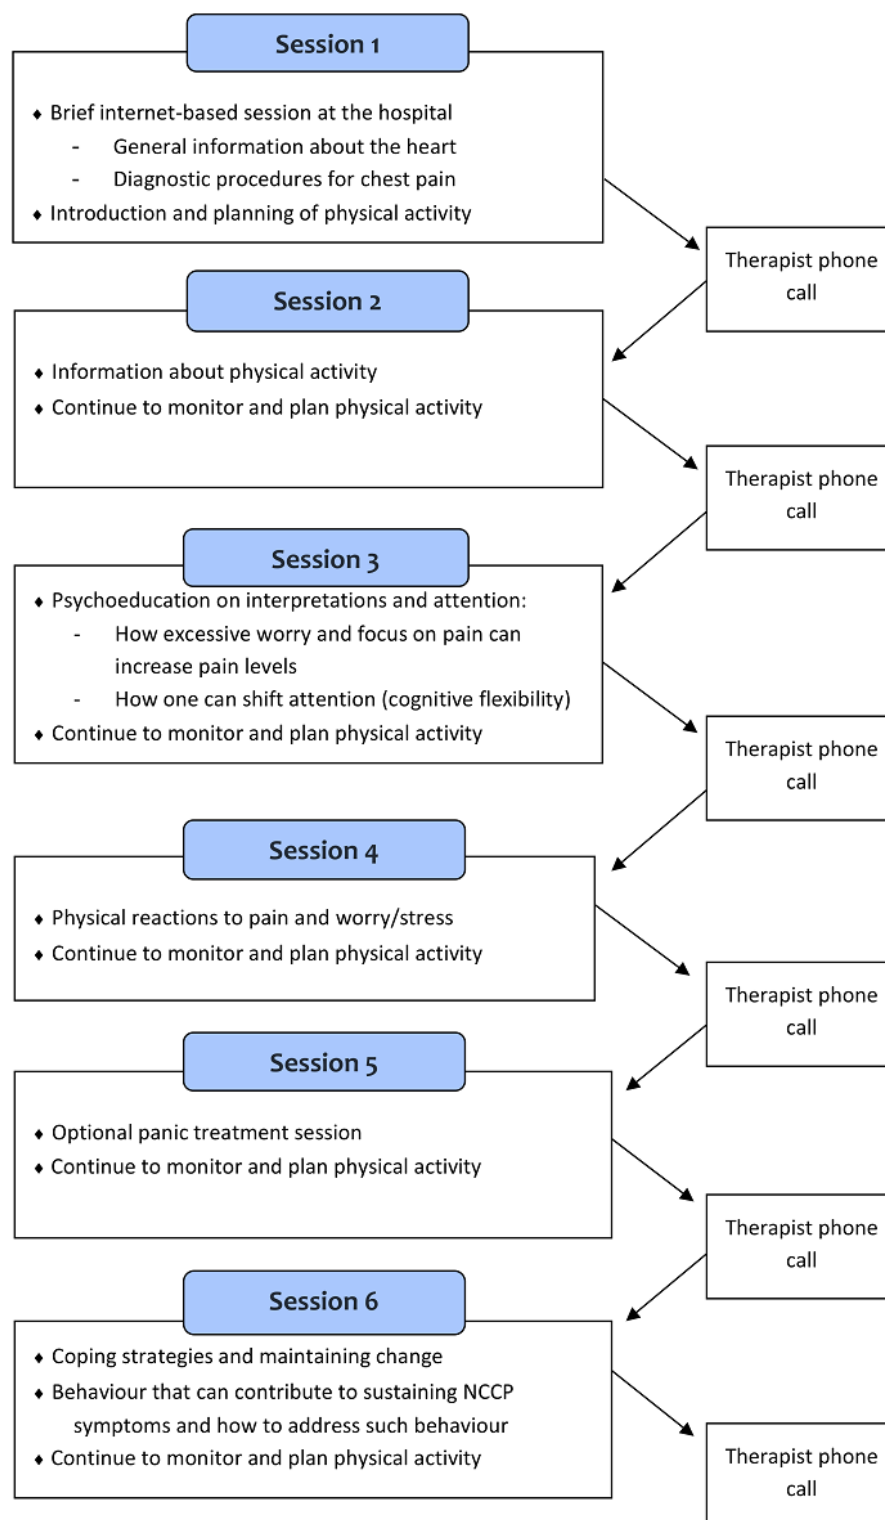 Session 1
♦ Brief internet-based session at the hospital
- General information about the heart
- Diagnostic procedures for chest pain
♦ Introduction and planning of physical activity
Therapist phone
call
Session 2
♦ Information about physical activity
♦ Continue to monitor and plan physical activity
Therapist phone
call
Session 3
♦ Psychoeducation on interpretations and attention:
- How excessive worry and focus on pain can
increase pain levels
- How one can shift attention (cognitive flexibility)
♦ Continue to monitor and plan physical activity
Therapist phone
call
Session 4
♦ Physical reactions to pain and worry/stress
♦ Continue to monitor and plan physical activity
Therapist phone
call
Session 5
♦ Optional panic treatment session
♦ Continue to monitor and plan physical activity
Therapist phone
call
Session 6
♦ Coping strategies and maintaining change
♦ Behaviour that can contribute to sustaining NCCP
symptoms and how to address such behaviour
♦ Continue to monitor and plan physical activity
Therapist phone
call